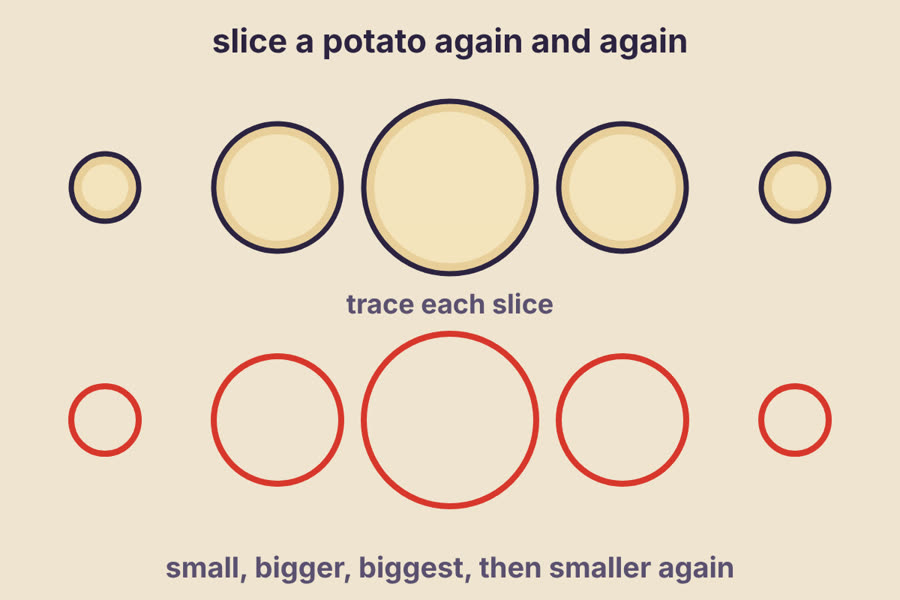 slice a potato again and again
trace each slice
small, bigger, biggest, then smaller again